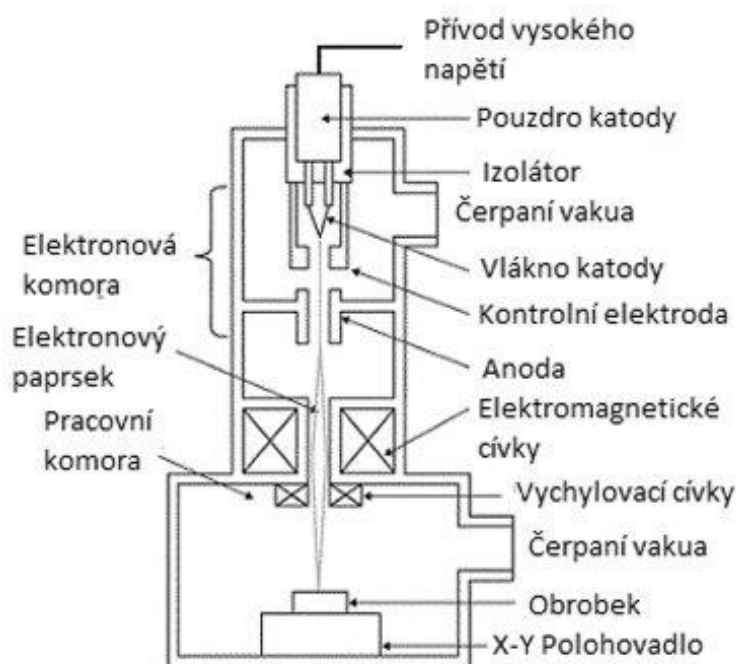 Přívod vysokého
napětí
Pouzdro katody
Izolátor
Čerpaní vakua
Elektronová
komora
Vlákno katody
Kontrolní elektroda
Elektronový
paprsek
Anoda
Pracovní
komora
Elektromagnetické
cívky
Vychylovací cívky
Čerpaní vakua
Obrobek
X-Y Polohovadlo